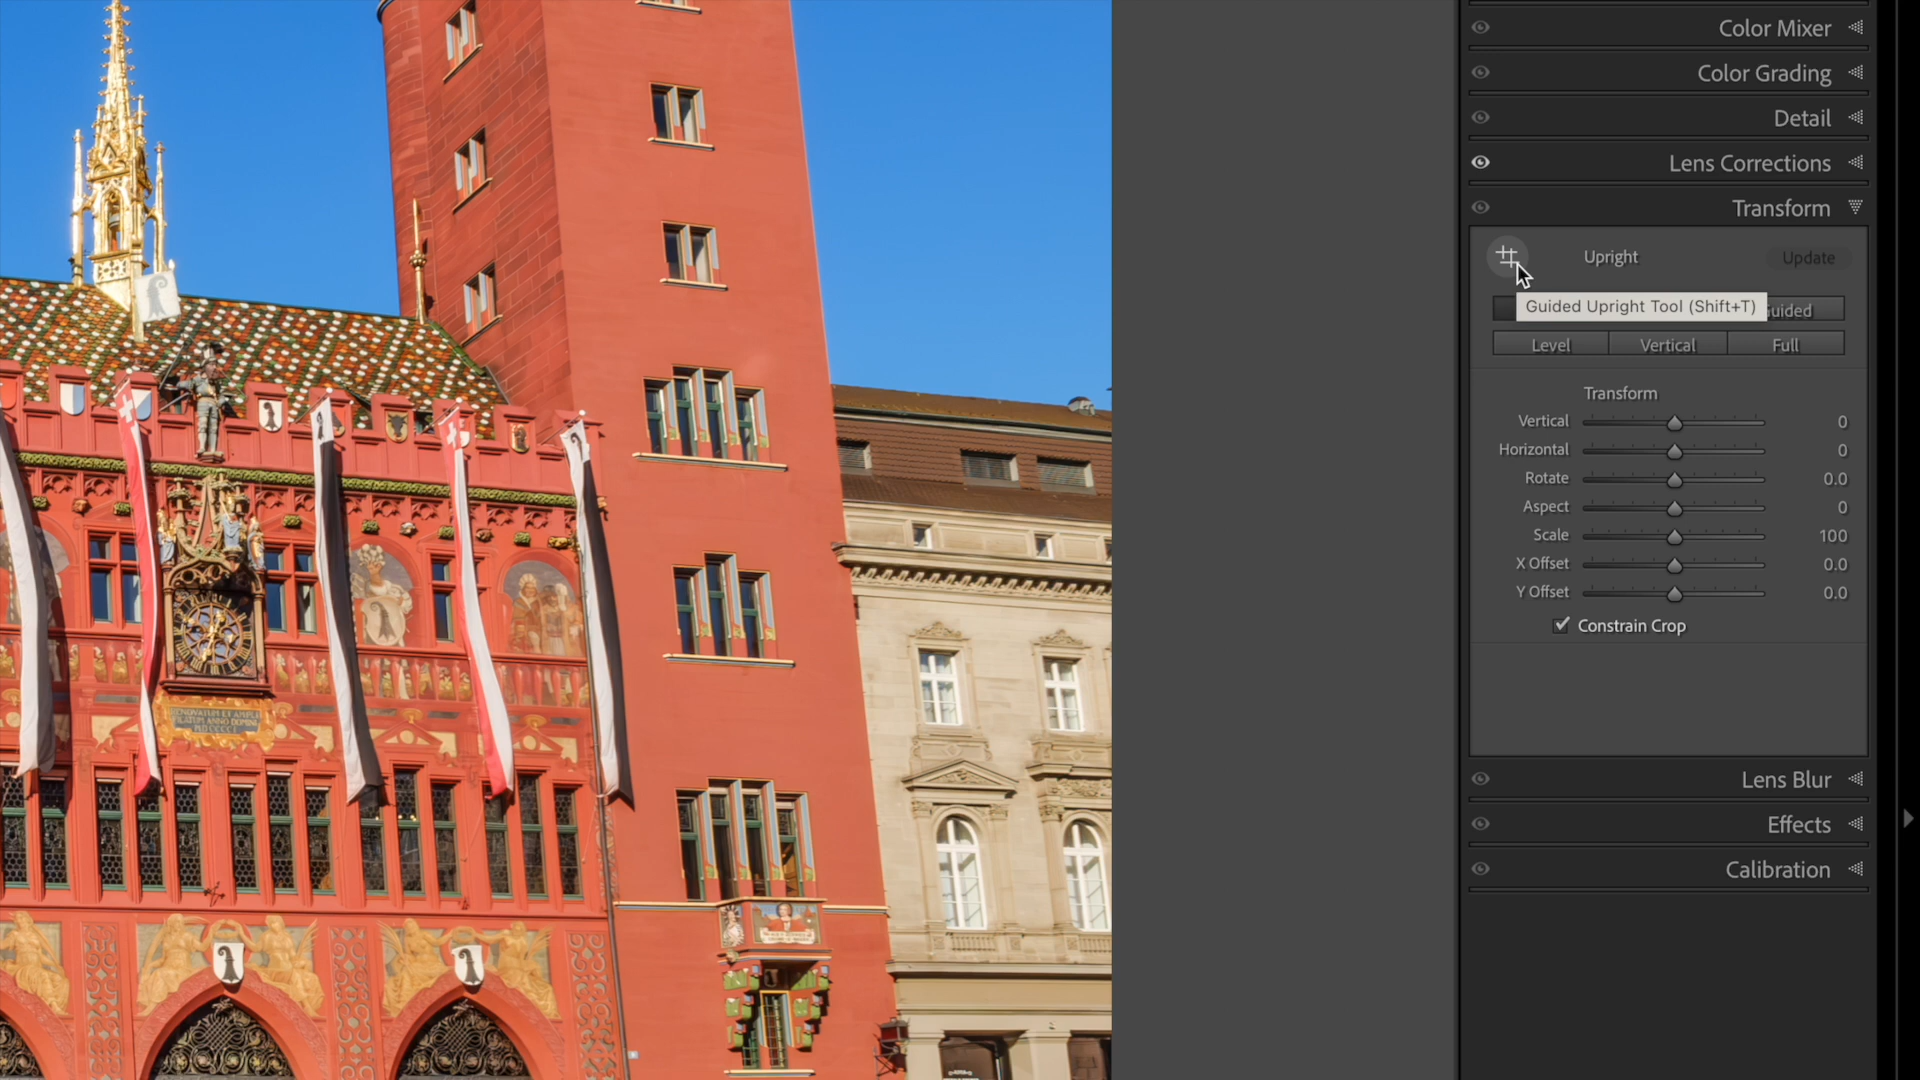 Color Mixer
Color Grading
Detail
Lens Corrections
Transform
Upright
Update
Guided Upright Tool (Shift+T)
uided
Level
Vertical
Full
Transform
Vertical
0
Horizontal
0
Rotate
0.0
Aspect
0
Scale
100
X Offset
0.0
Y Offset
0.0
Constrain Crop
Lens Blur
Effects
Calibration